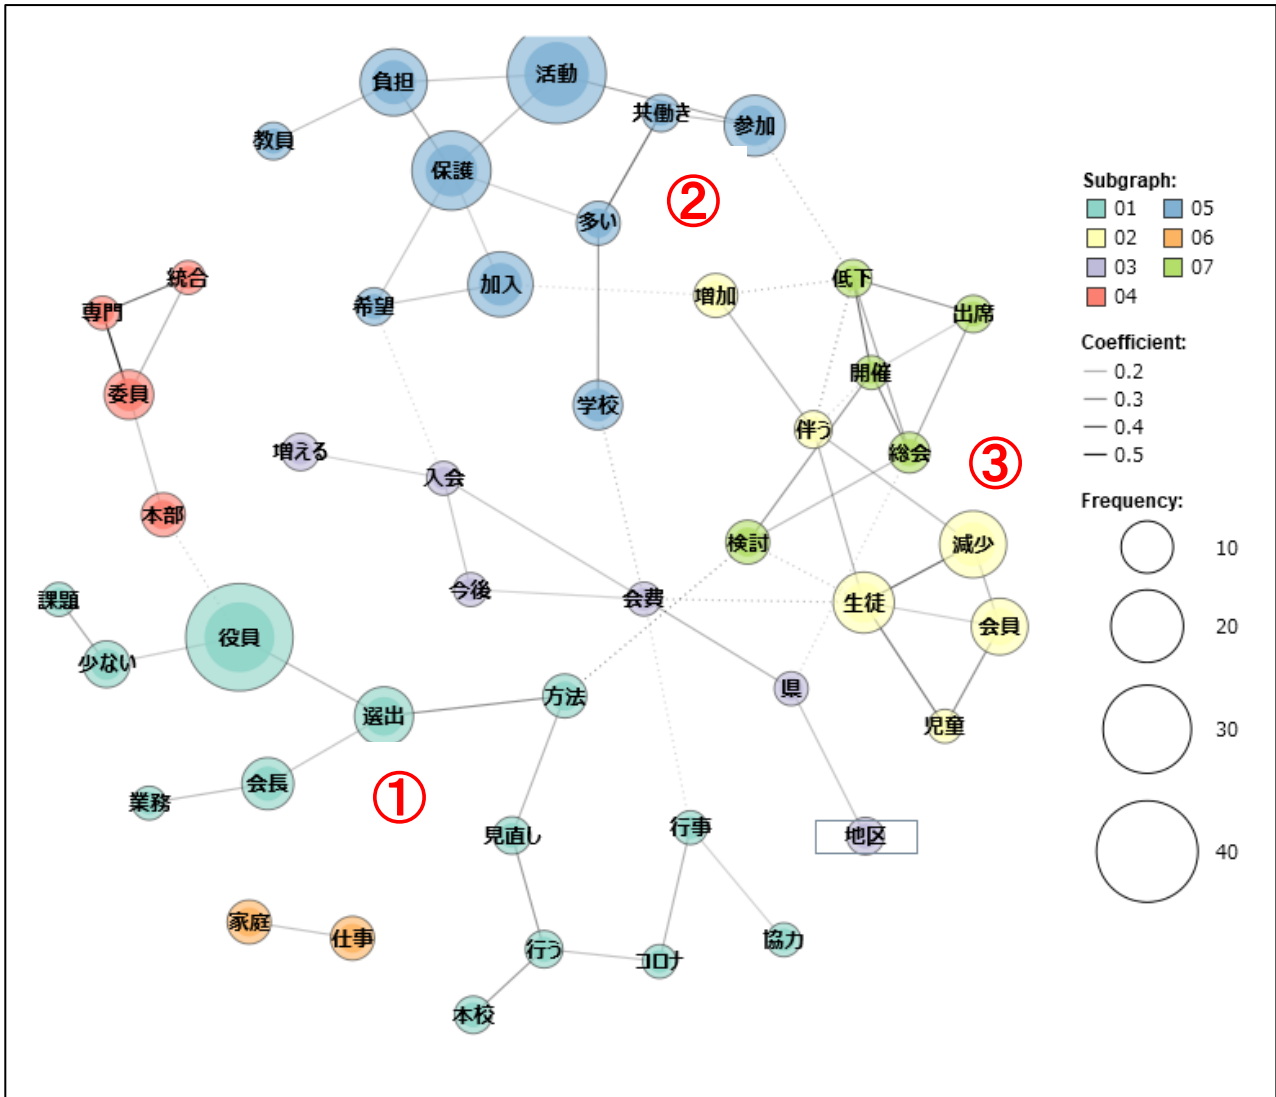 活動
負担
共働き
参加
教員
保護
②
多い
Subgraph:
01 05
02 06
03 07
04
統合
加入
増加
低下
専門
希望
出席
Coefficient:
0.2
0.3
0.4
0.5
開催
委員
学校
伴う
増える
総会
③
入会
Frequency:
10
20
30
40
本部
検討
減少
課題
今後
会費
生徒
役員
会員
少ない
県
方法
選出
児童
会長
①
業務
見直し
行事
地区
家庭
仕事
協力
行う
コロナ
本校